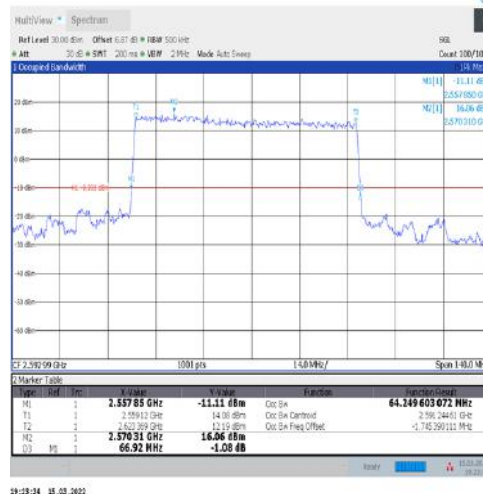 MultiView Spectrum
Ref Level 30.00 dBm Offset 6.87 dB RBW 500 kHz SGL
Att 30 dB SWT 200 ms VBW 2 MHz Mode Auto Sweep Count 100/10
1 Occupied Bandwidth
M1[1] -11.11 dB
2.557850 G
M2[1] 16.06 dB
2.570310 G
20 dBm
10 dBm
0 dBm
-10 dBm
-20 dBm
-30 dBm
-40 dBm
-50 dBm
-60 dBm
CF 2.59299 GHz 1001 pts 14.0 MHz/ Span 140.0 M
2 Marker Table
Type Ref Trc X-Value Y-Value Function Function Result
M1 1 2.55785 GHz -11.11 dBm Occ Bw 64.249603072 MHz
T1 1 2.55912 GHz 14.08 dBm Occ Bw Centroid 2.59124461 GHz
T2 1 2.623369 GHz 12.19 dBm Occ Bw Freq Offset -1.745390111 MHz
M2 1 2.57031 GHz 16.06 dBm
D3 M1 1 66.92 MHz -1.08 dB
Ready
19:23:34 15.03.2022